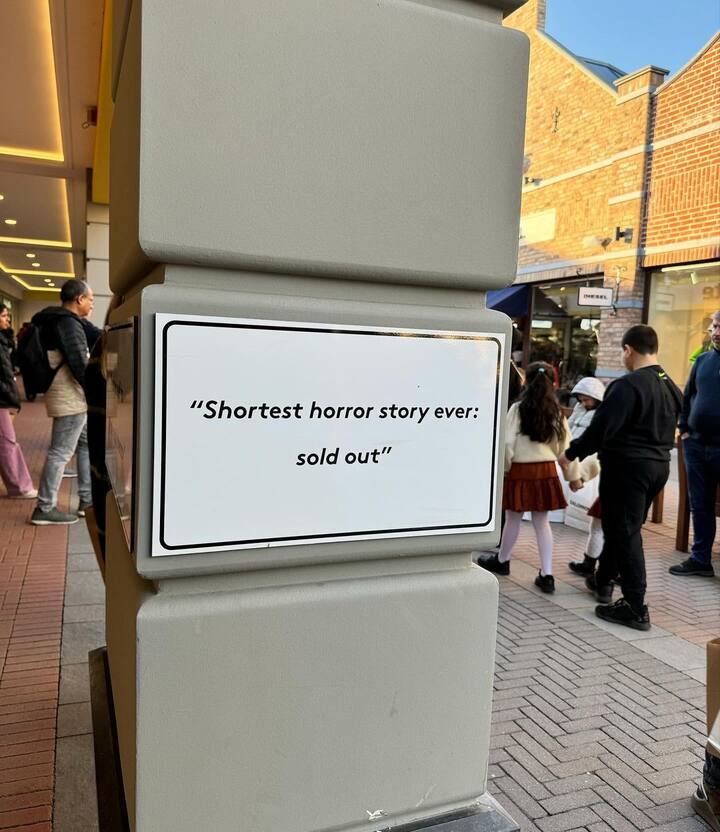 “Shortest horror story ever:
sold out”
DIESEL